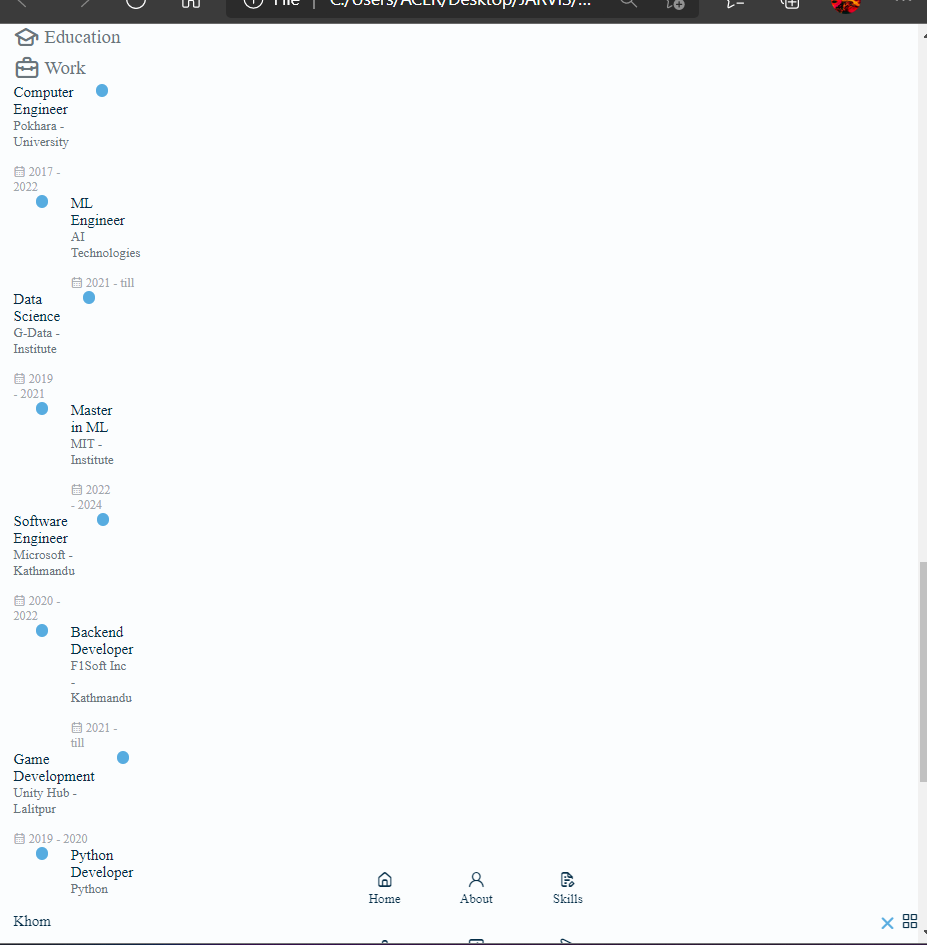 File
C:/Users/ACER/Desktop/JARVIS/...
Education
Work
Computer
Engineer
Pokhara -
University
2017 -
2022
ML
Engineer
AI
Technologies
2021 - till
Data
Science
G-Data -
Institute
2019
- 2021
Master
in ML
MIT -
Institute
2022
- 2024
Software
Engineer
Microsoft -
Kathmandu
2020 -
2022
Backend
Developer
F1Soft Inc
-
Kathmandu
2021 -
till
Game
Development
Unity Hub -
Lalitpur
2019 - 2020
Python
Developer
Python
Home About Skills
Khom